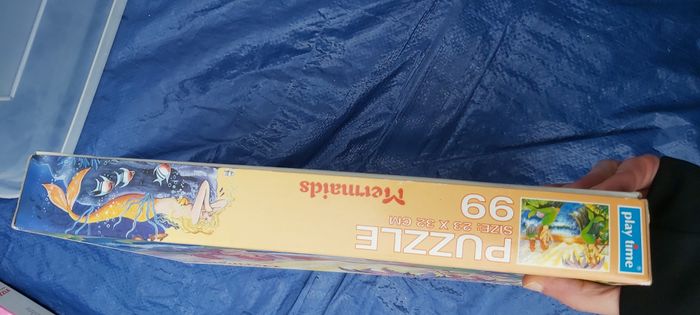 play time
PUZZLE
99
SIZE: 23 X 32 CM
Mermaids